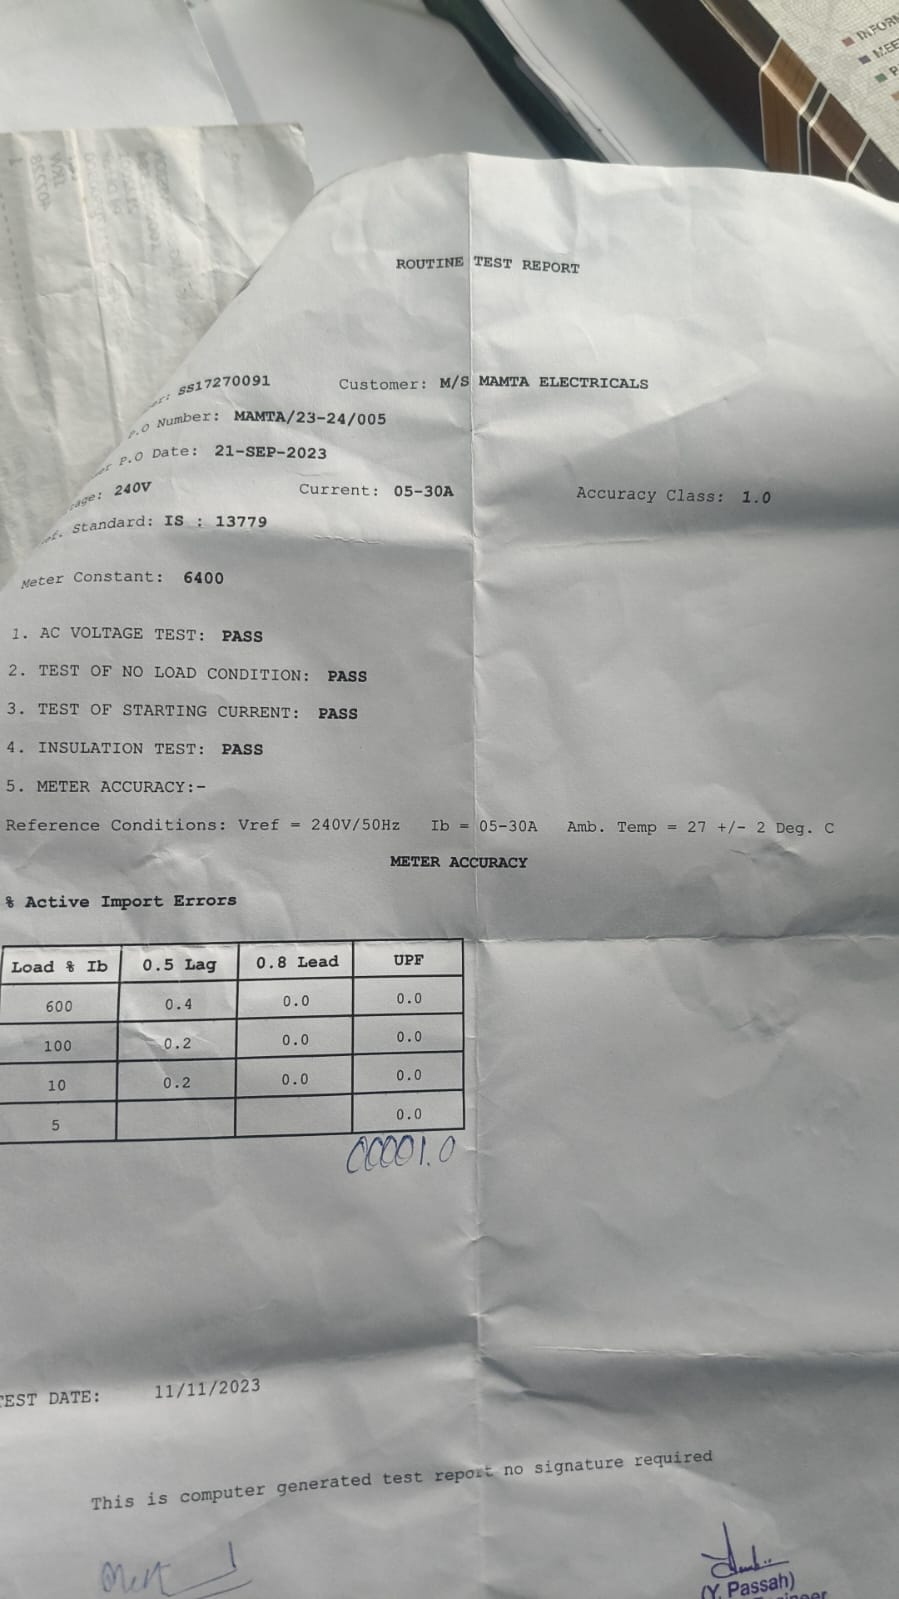 INFOR
MEE
P
ROUTINE TEST REPORT
SS17270091 Customer: M/S MAMTA ELECTRICALS
P.O Number: MAMTA/23-24/005
P.O Date: 21-SEP-2023
age: 240V Current: 05-30A Accuracy Class: 1.0
ef. Standard: IS : 13779
Meter Constant: 6400
1. AC VOLTAGE TEST: PASS
2. TEST OF NO LOAD CONDITION: PASS
3. TEST OF STARTING CURRENT: PASS
4. INSULATION TEST: PASS
5. METER ACCURACY:-
Reference Conditions: Vref = 240V/50Hz Ib = 05-30A Amb. Temp = 27 +/- 2 Deg. C
METER ACCURACY
% Active Import Errors
Load % Ib 0.5 Lag 0.8 Lead UPF
600 0.4 0.0 0.0
100 0.2 0.0 0.0
10 0.2 0.0 0.0
5 0.0
00001.0
TEST DATE: 11/11/2023
This is computer generated test report no signature required
(Y. Passah)